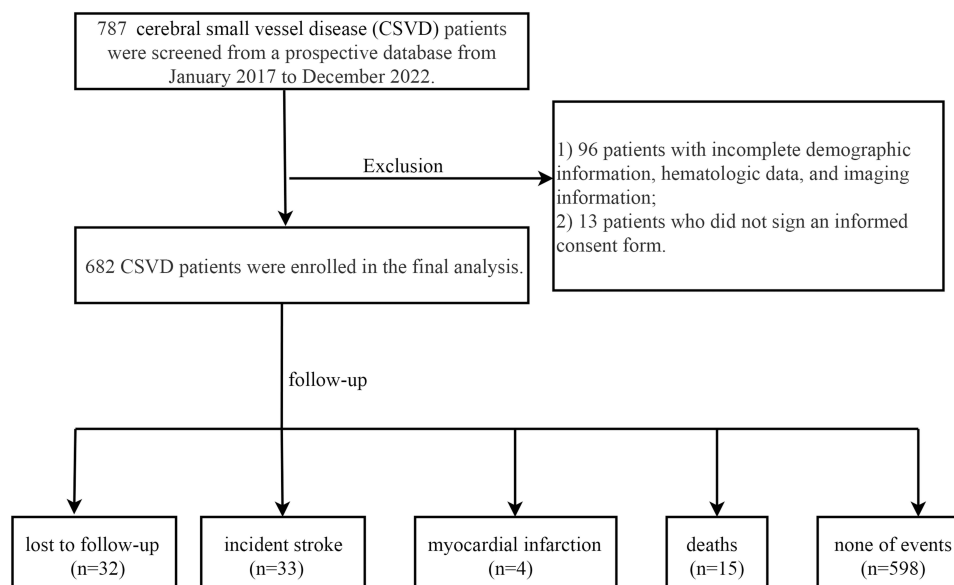 787 cerebral small vessel disease (CSVD) patients
were screened from a prospective database from
January 2017 to December 2022.
Exclusion
1) 96 patients with incomplete demographic
information, hematologic data, and imaging
information;
2) 13 patients who did not sign an informed
consent form.
682 CSVD patients were enrolled in the final analysis.
follow-up
lost to follow-up
(n=32)
incident stroke
(n=33)
myocardial infarction
(n=4)
deaths
(n=15)
none of events
(n=598)